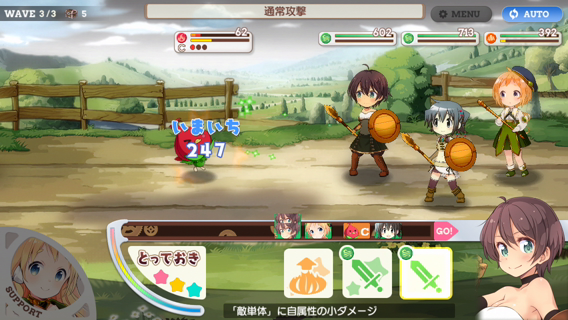 WAVE 3/3 5
通常攻撃
MENU
AUTO
62
602
713
392
C
いまいち
247
C
GO!
とっておき
SUPPORT
「敵単体」に自属性の小ダメージ